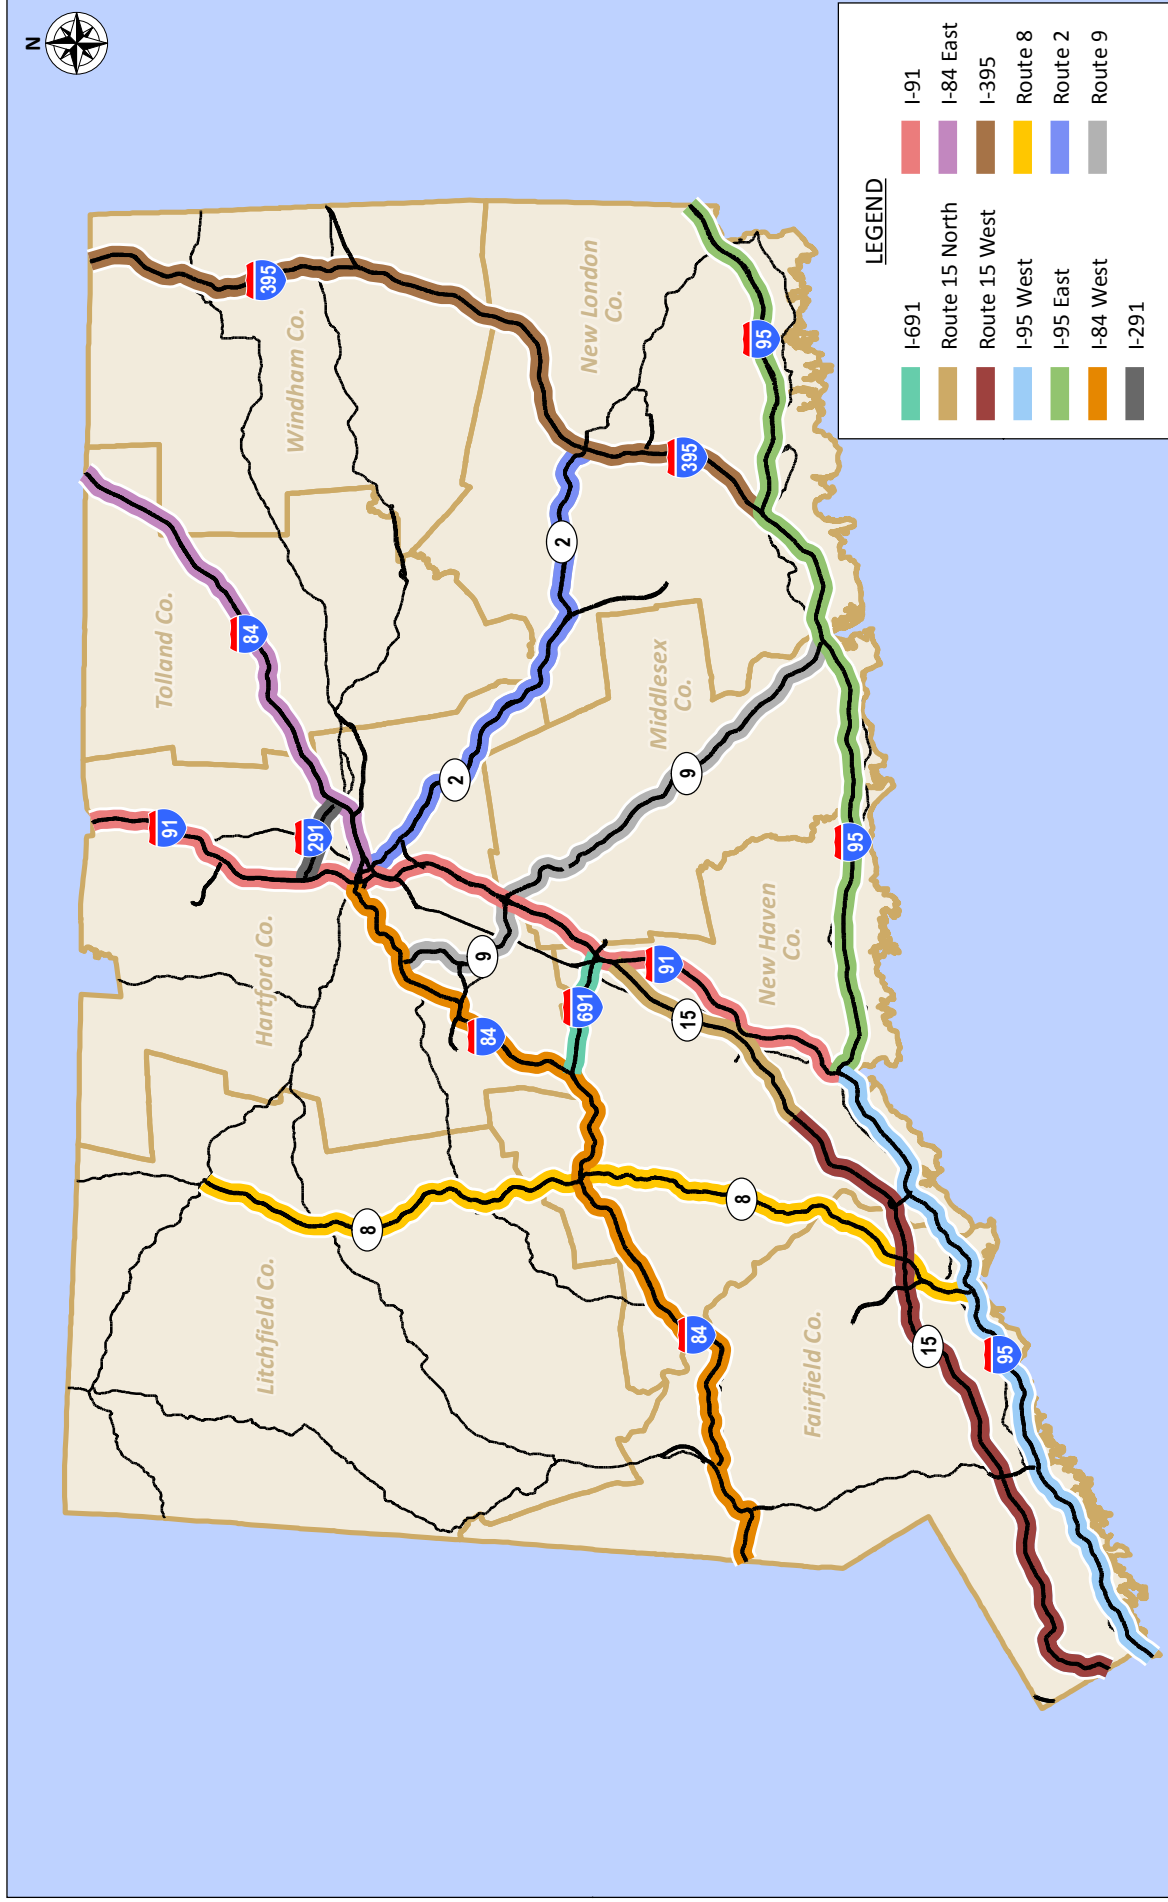 N
Litchfield Co.
Hartford Co.
Tolland Co.
Windham Co.
New London
Co.
Middlesex
Co.
New Haven
Co.
Fairfield Co.
91
84
395
291
8
2
2
9
9
84
691
395
91
15
8
84
95
95
15
95
LEGEND
I-691
Route 15 North
Route 15 West
I-95 West
I-95 East
I-84 West
I-291
I-91
I-84 East
I-395
Route 8
Route 2
Route 9